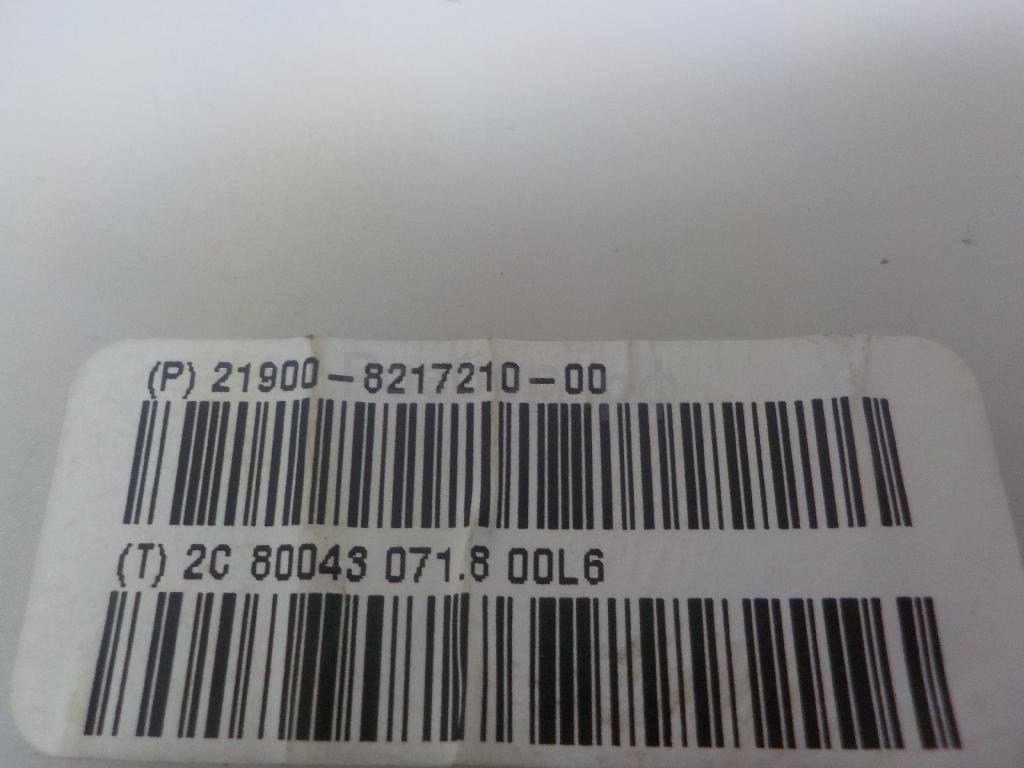 (P) 21900-8217210-00
(T) 2C 80043 071.8 00L6